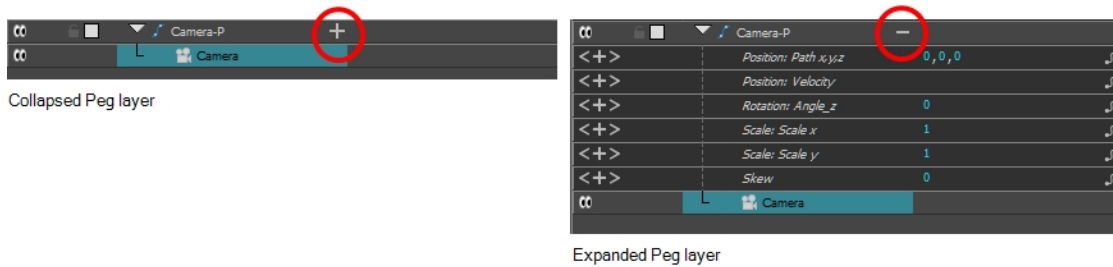 Camera-P
Camera
Collapsed Peg layer
Camera-P
Position: Path x,y,z 0,0,0
Position: Velocity
Rotation: Angle_z 0
Scale: Scale x 1
Scale: Scale y 1
Skew 0
Camera
Expanded Peg layer